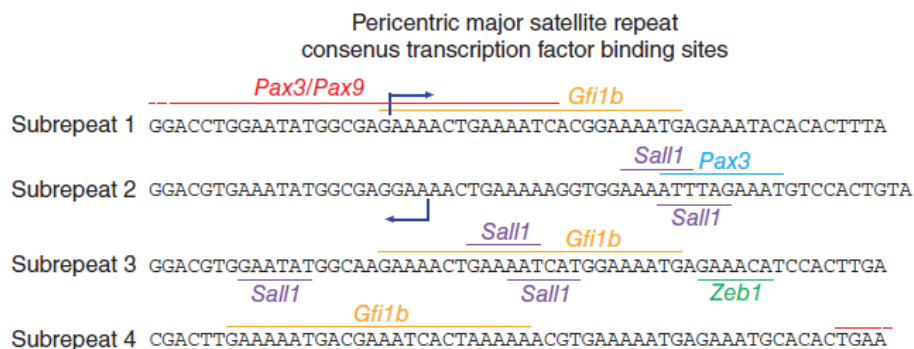 Pericentric major satellite repeat
consenus transcription factor binding sites
Pax3/Pax9 Gfi1b
Subrepeat 1 GGACCTGGAATATGGCGAGAAAACTGAAAATCACGGAAAATGAGAAATACACACTTTA
Sall1 Pax3
Subrepeat 2 GGACGTGAAATATGGCGAGGAAAACTGAAAAAGGTGGAAAATTTAGAAATGTCCACTGTA
Sall1
Sall1 Gfi1b
Subrepeat 3 GGACGTGGAATATGGCAAGAAAACTGAAAATCATGGAAAATGAGAAACATCCACTTGA
Sall1 Sall1 Zeb1
Gfi1b
Subrepeat 4 CGACTTGAAAAATGACGAAATCACTAAAAAACGTGAAAAATGAGAAATGCACACTGAA